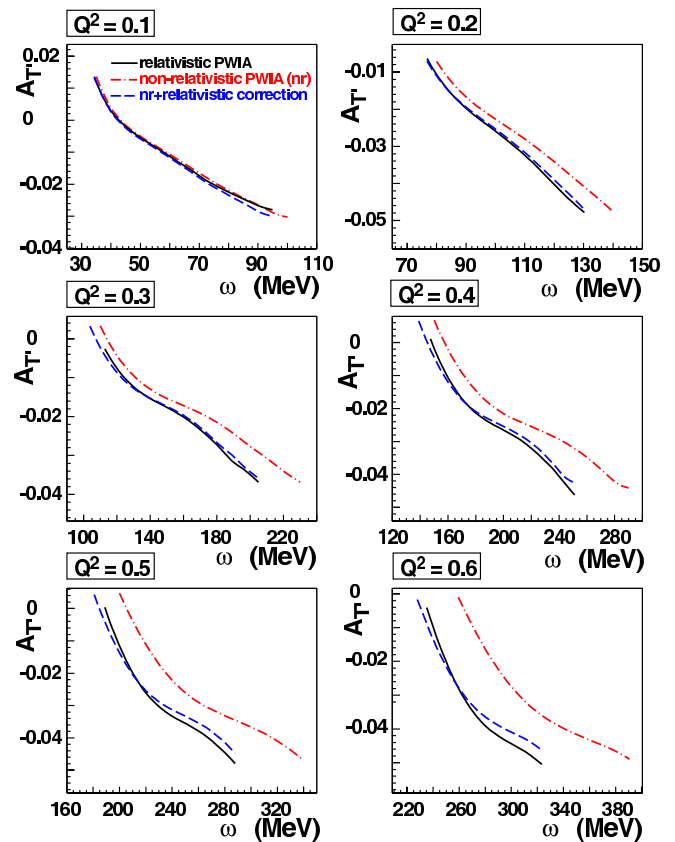 Q² = 0.1
A_T'
0.02
0
-0.02
-0.04
relativistic PWIA
non-relativistic PWIA (nr)
nr+relativistic correction
30 50 70 90 110
ω (MeV)
Q² = 0.2
A_T'
-0.01
-0.03
-0.05
70 90 110 130 150
ω (MeV)
Q² = 0.3
A_T'
0
-0.02
-0.04
100 140 180 220
ω (MeV)
Q² = 0.4
A_T'
0
-0.02
-0.04
120 160 200 240 280
ω (MeV)
Q² = 0.5
A_T'
0
-0.02
-0.04
160 200 240 280 320
ω (MeV)
Q² = 0.6
A_T'
0
-0.02
-0.04
220 260 300 340 380
ω (MeV)